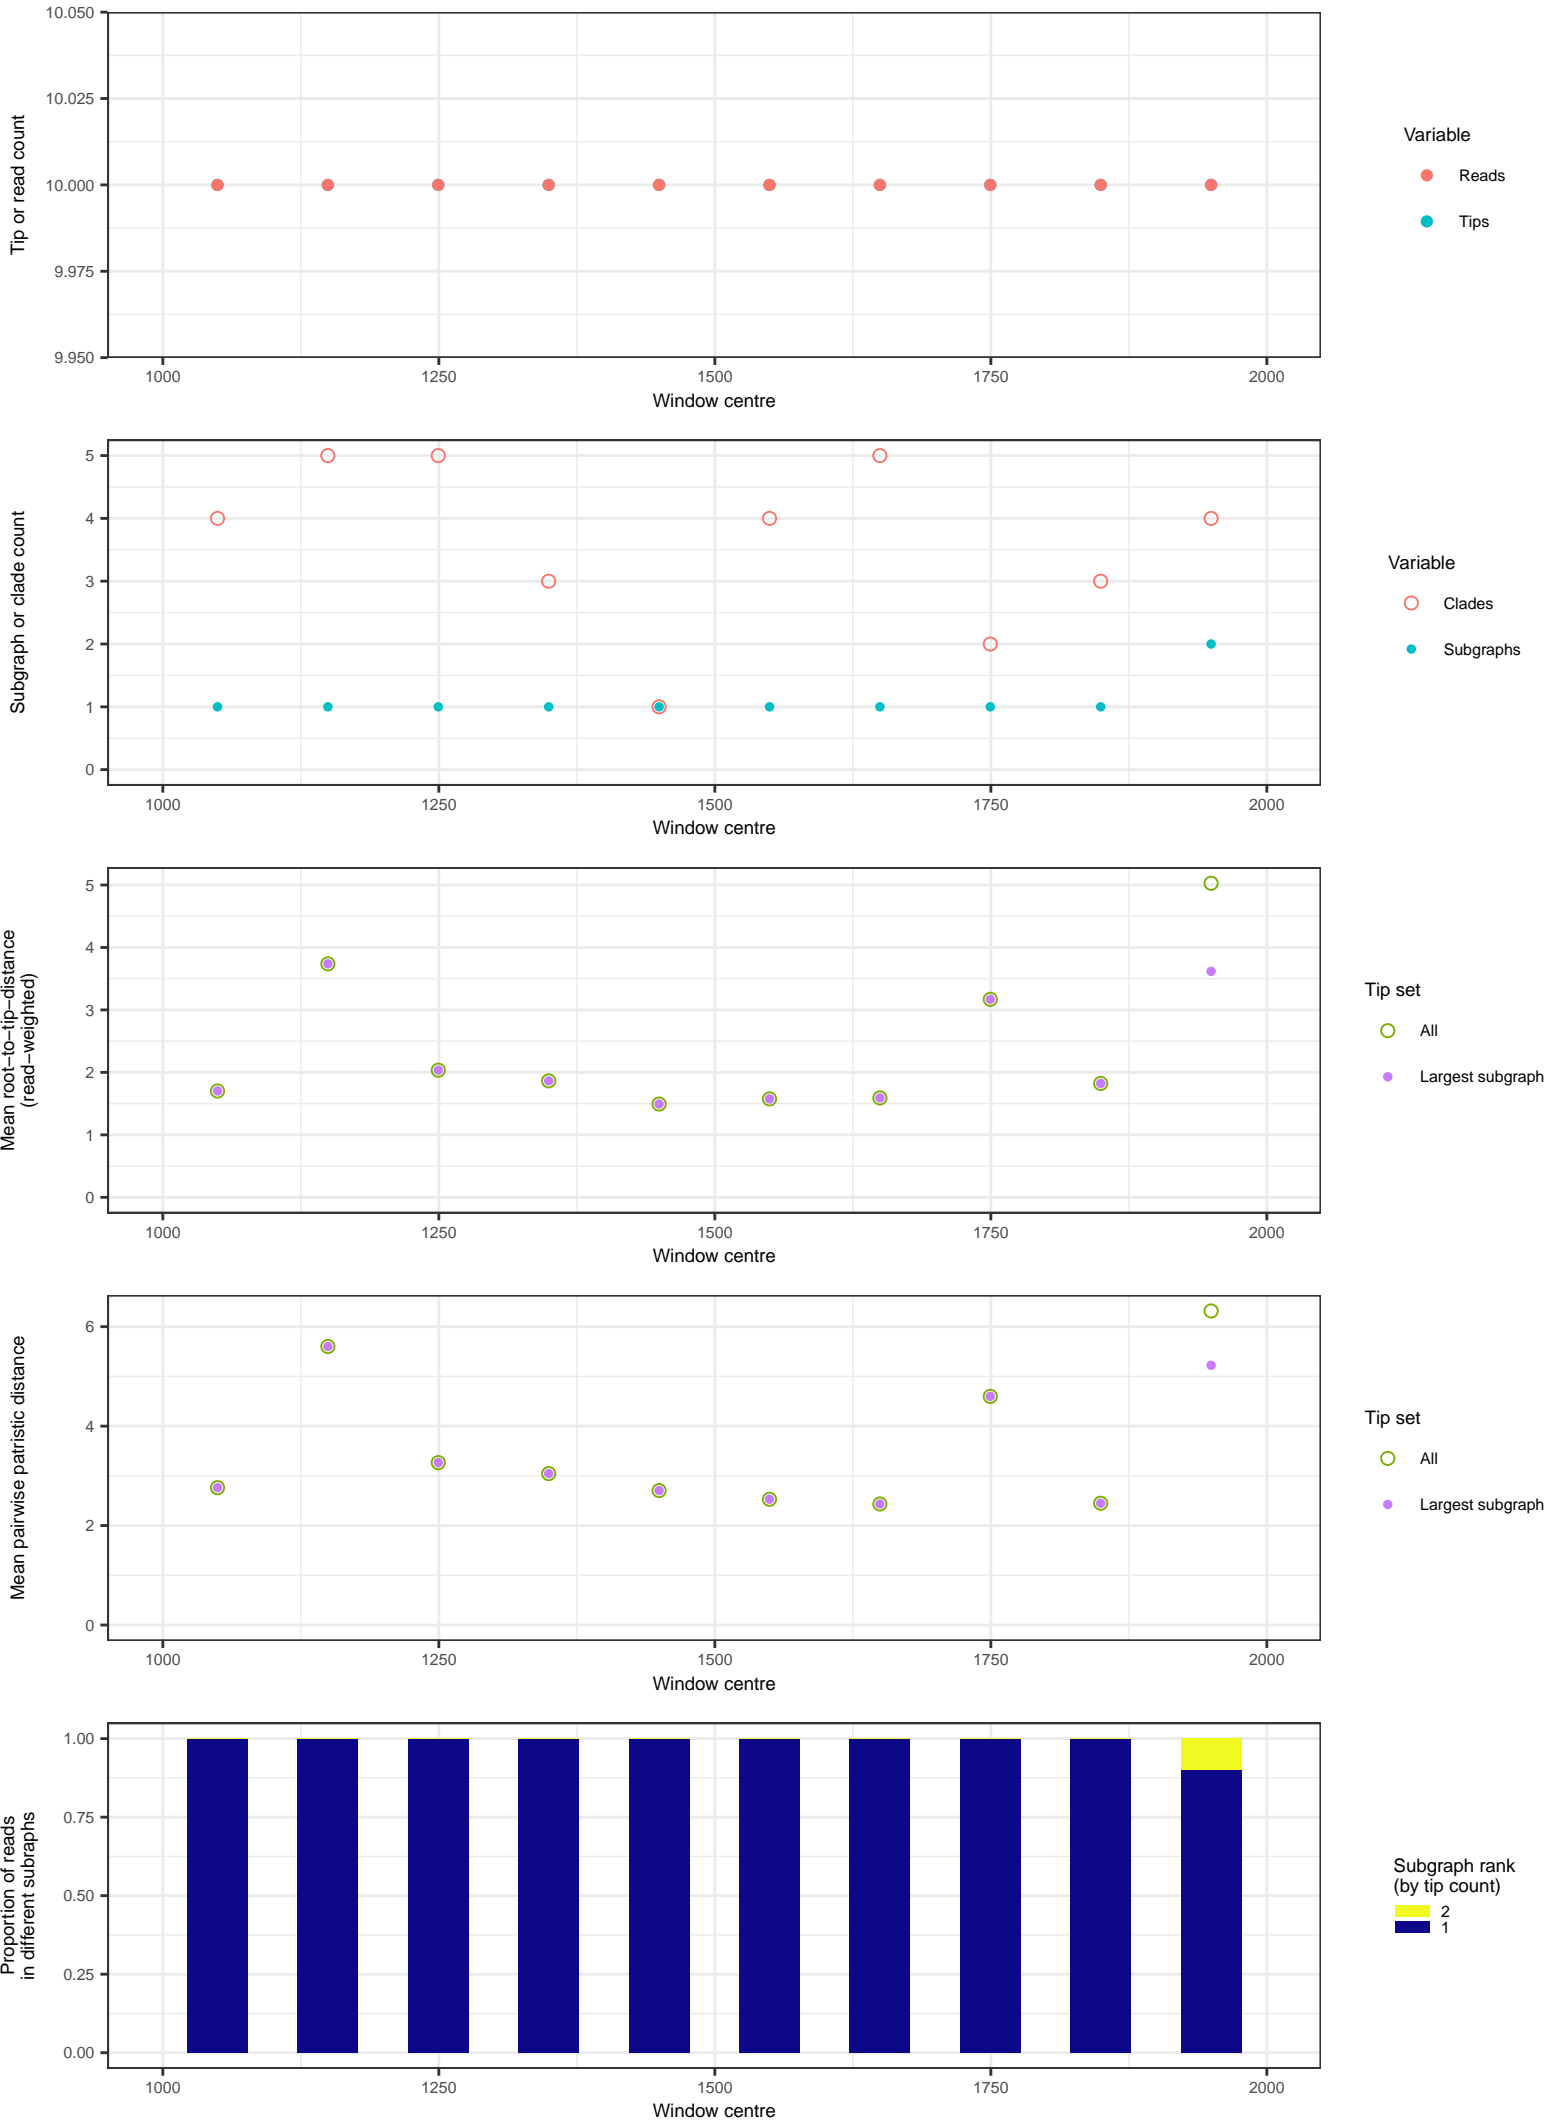 10.050
10.025
10.000
9.975
9.950
Tip or read count
1000 1250 1500 1750 2000
Window centre
Variable
Reads
Tips
5
4
3
2
1
0
Subgraph or clade count
1000 1250 1500 1750 2000
Window centre
Variable
Clades
Subgraphs
5
4
3
2
1
0
Mean root−to−tip−distance
(read−weighted)
1000 1250 1500 1750 2000
Window centre
Tip set
All
Largest subgraph
6
4
2
0
Mean pairwise patristic distance
1000 1250 1500 1750 2000
Window centre
Tip set
All
Largest subgraph
1.00
0.75
0.50
0.25
0.00
Proportion of reads
in different subraphs
1000 1250 1500 1750 2000
Window centre
Subgraph rank
(by tip count)
2
1